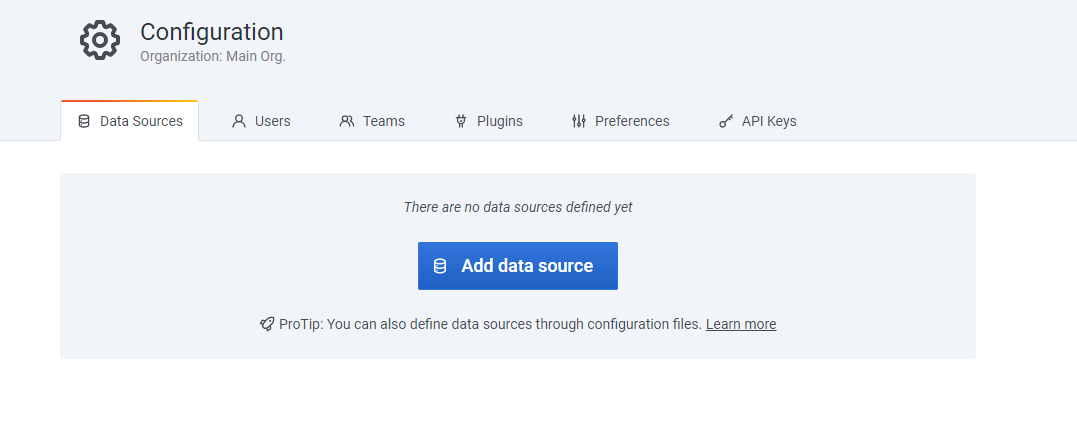 Configuration
Organization: Main Org.
Data Sources Users Teams Plugins Preferences API Keys
There are no data sources defined yet
Add data source
ProTip: You can also define data sources through configuration files. Learn more